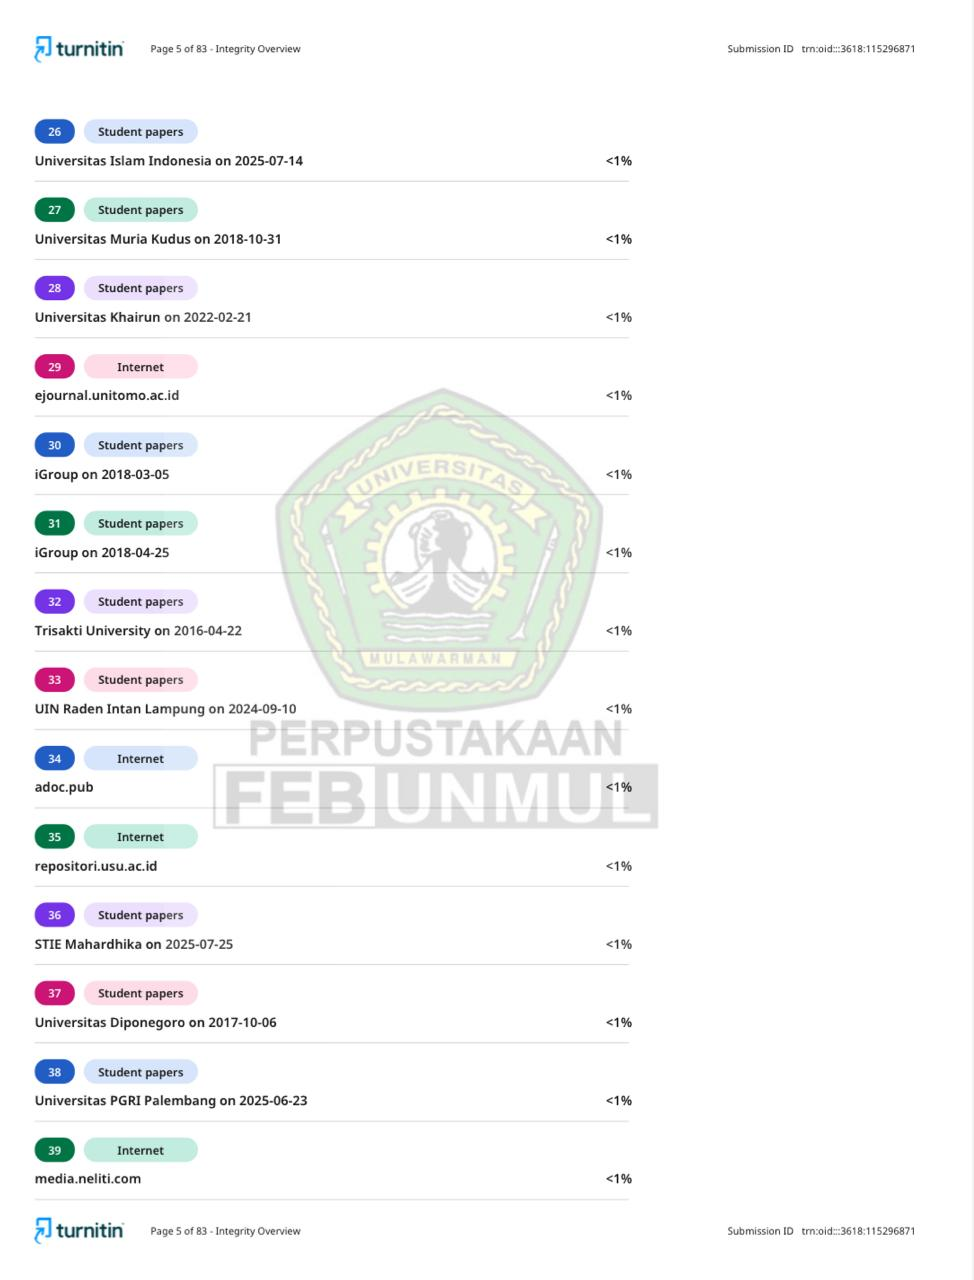 turnitin Page 5 of 83 - Integrity Overview Submission ID trn:oid:::3618:115296871
26 Student papers
Universitas Islam Indonesia on 2025-07-14 <1%
27 Student papers
Universitas Muria Kudus on 2018-10-31 <1%
28 Student papers
Universitas Khairun on 2022-02-21 <1%
29 Internet
ejournal.unitomo.ac.id <1%
30 Student papers
iGroup on 2018-03-05 <1%
UNIVERSITAS
31 Student papers
iGroup on 2018-04-25 <1%
32 Student papers
Trisakti University on 2016-04-22 <1%
MULAWARMAN
33 Student papers
UIN Raden Intan Lampung on 2024-09-10 <1%
PERPUSTAKAAN
34 Internet
adoc.pub <1%
FEB UNMUL
35 Internet
repositori.usu.ac.id <1%
36 Student papers
STIE Mahardhika on 2025-07-25 <1%
37 Student papers
Universitas Diponegoro on 2017-10-06 <1%
38 Student papers
Universitas PGRI Palembang on 2025-06-23 <1%
39 Internet
media.neliti.com <1%
turnitin Page 5 of 83 - Integrity Overview Submission ID trn:oid:::3618:115296871